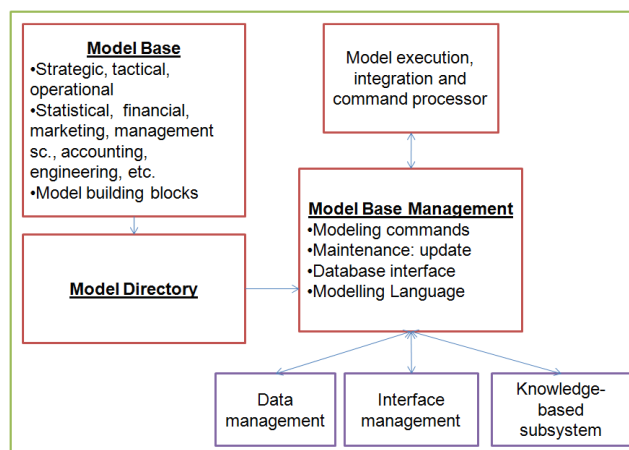 Model Base
•Strategic, tactical,
operational
•Statistical, financial,
marketing, management
sc., accounting,
engineering, etc.
•Model building blocks
Model execution,
integration and
command processor
Model Directory
Model Base Management
•Modeling commands
•Maintenance: update
•Database interface
•Modelling Language
Data
management
Interface
management
Knowledge-
based
subsystem